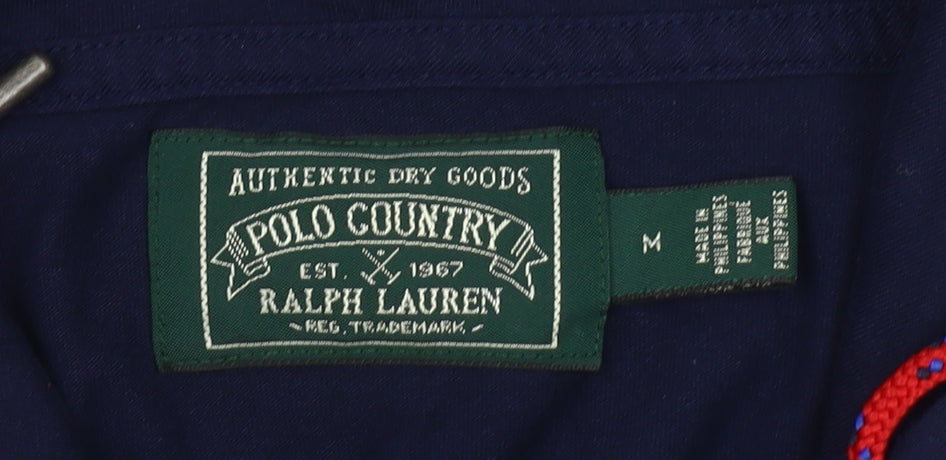 AUTHENTIC DRY GOODS
POLO COUNTRY
EST. 1967
RALPH LAUREN
REG. TRADEMARK
M
MADE IN
PHILIPPINES
FABRIQUÉ
AUX
PHILIPPINES